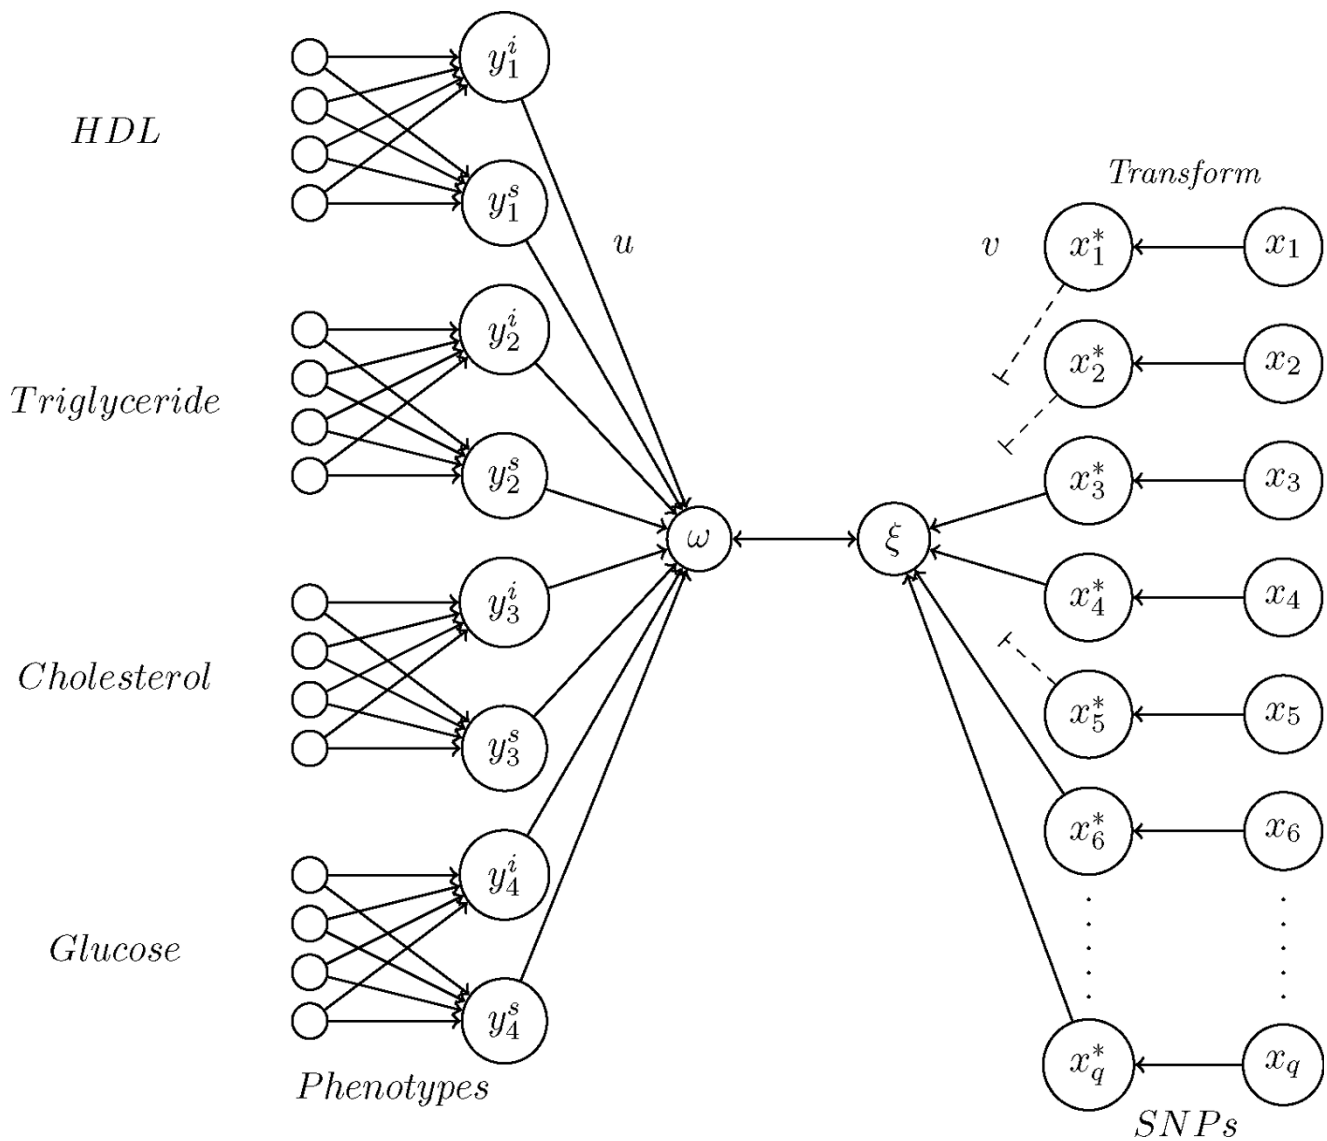 HDL
Triglyceride
Cholesterol
Glucose
Phenotypes
y_1^i
y_1^s
y_2^i
y_2^s
y_3^i
y_3^s
y_4^i
y_4^s
u
ω
ξ
v
Transform
x_1^* x_1
x_2^* x_2
x_3^* x_3
x_4^* x_4
x_5^* x_5
x_6^* x_6
x_q^* x_q
SNPs